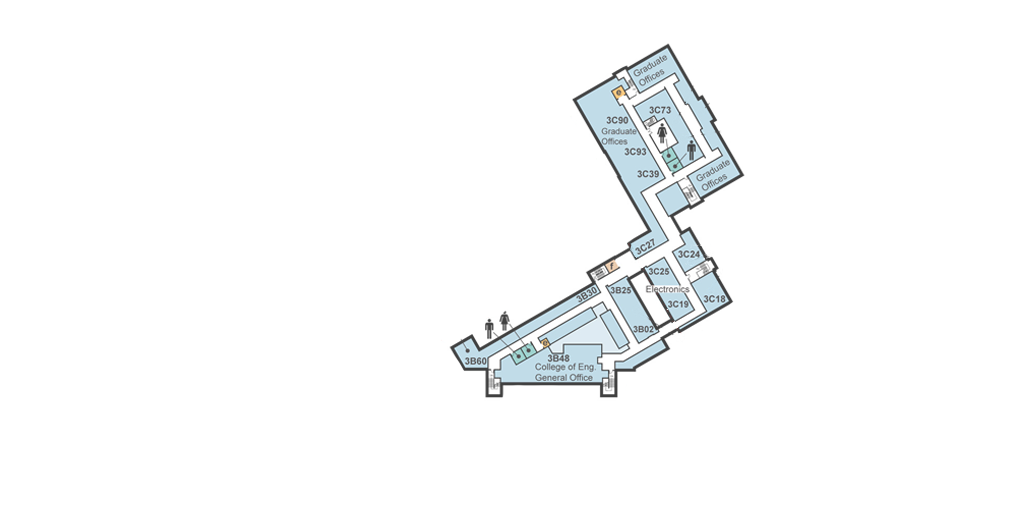 Graduate
Offices
3C90
3C73
Graduate
Offices
3C93
3C39
Graduate
Offices
3C27
3C24
3C25
3B30
3B25
Electronics
3C19
3C18
3B02
3B60
3B48
College of Eng.
General Office